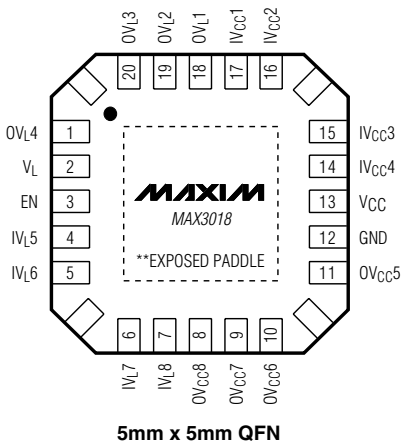 OVL3 OVL2 OVL1 IVCC1 IVCC2
20 19 18 17 16
OVL4 1
VL 2
EN 3
IVL5 4
IVL6 5
MAXIM
MAX3018
**EXPOSED PADDLE
15 IVCC3
14 IVCC4
13 VCC
12 GND
11 OVCC5
6 7 8 9 10
IVL7 IVL8 OVCC8 OVCC7 OVCC6
5mm x 5mm QFN